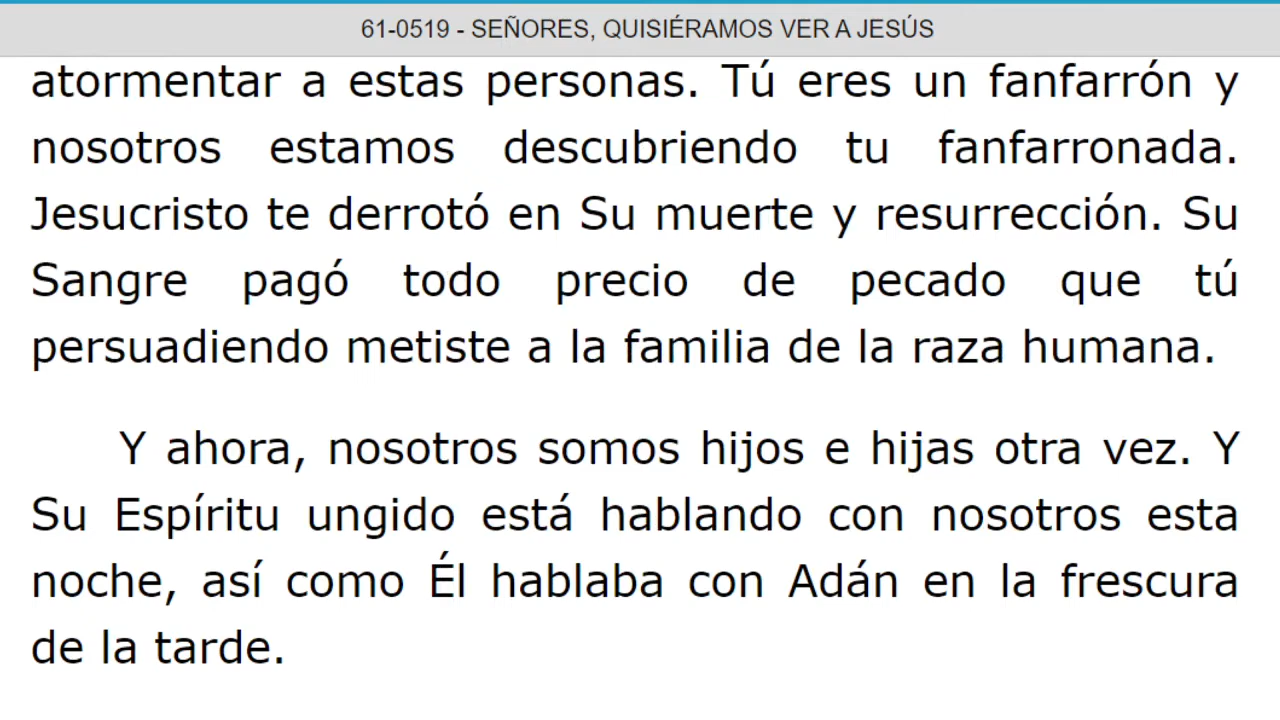 61-0519 - SEÑORES, QUISIÉRAMOS VER A JESÚS
atormentar a estas personas. Tú eres un fanfarrón y
nosotros estamos descubriendo tu fanfarronada.
Jesucristo te derrotó en Su muerte y resurrección. Su
Sangre pagó todo precio de pecado que tú
persuadiendo metiste a la familia de la raza humana.
Y ahora, nosotros somos hijos e hijas otra vez. Y
Su Espíritu ungido está hablando con nosotros esta
noche, así como Él hablaba con Adán en la frescura
de la tarde.